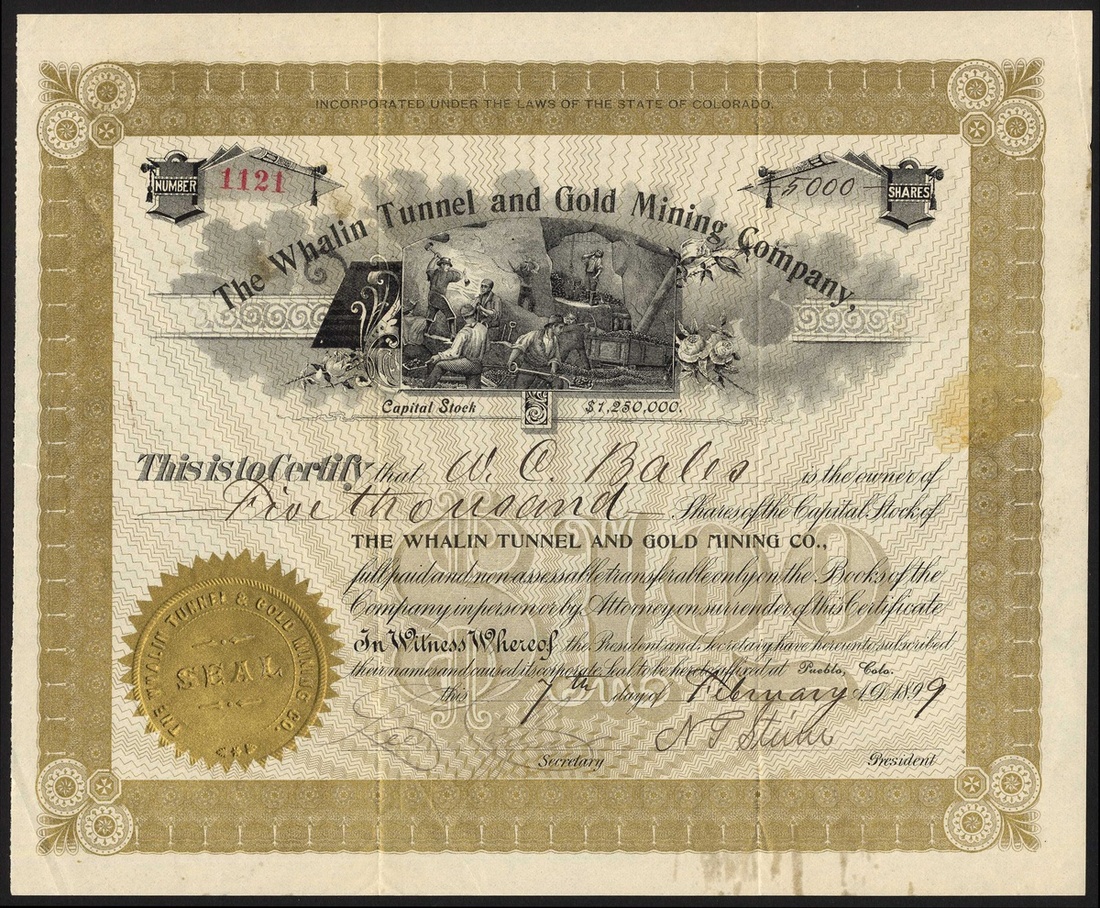 INCORPORATED UNDER THE LAWS OF THE STATE OF COLORADO.
NUMBER 1121
5000 SHARES
The Whalin Tunnel and Gold Mining Company,
Capital Stock $1,250,000.
This is to Certify that W. C. Bales is the owner of
Five thousand Shares of the Capital Stock of
THE WHALIN TUNNEL AND GOLD MINING CO.,
full paid and non-assessable transferable only on the Books of the
Company in person or by Attorney on surrender of this Certificate
In Witness Whereof the President and Secretary have hereunto subscribed
their names and caused its corporate Seal to be hereto affixed at Pueblo, Colo.
this 7th day of February A.D. 1899
Secretary President
$1.00
EACH
THE WHALIN TUNNEL & GOLD MINING CO.
SEAL